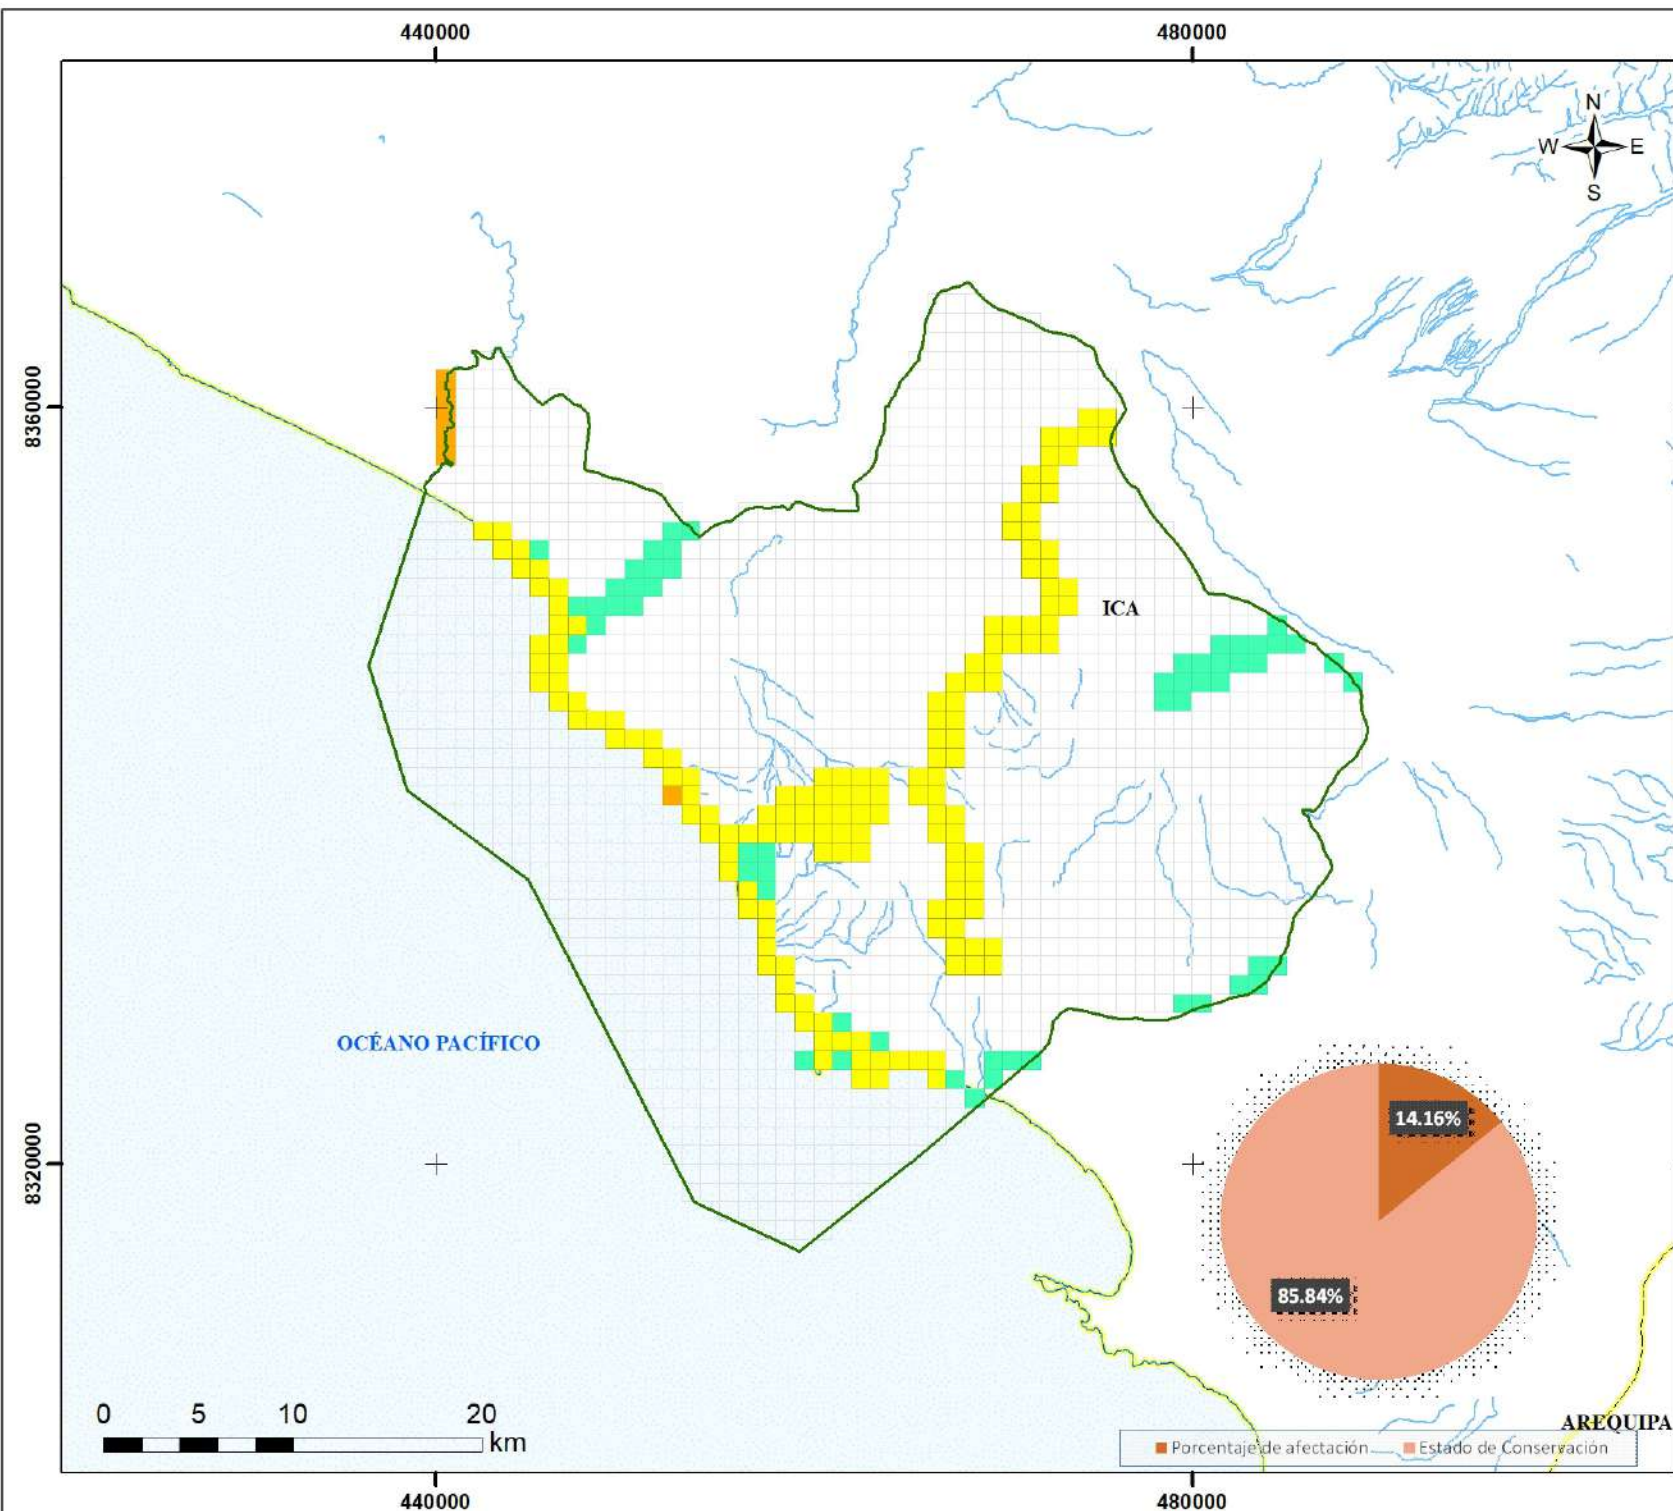 440000
480000
N
W
E
S
8360000
ICA
OCÉANO PACÍFICO
14.16%
8320000
85.84%
0
5
10
20
km
AREQUIPA
Porcentaje de afectación
Estado de Conservación
440000
480000